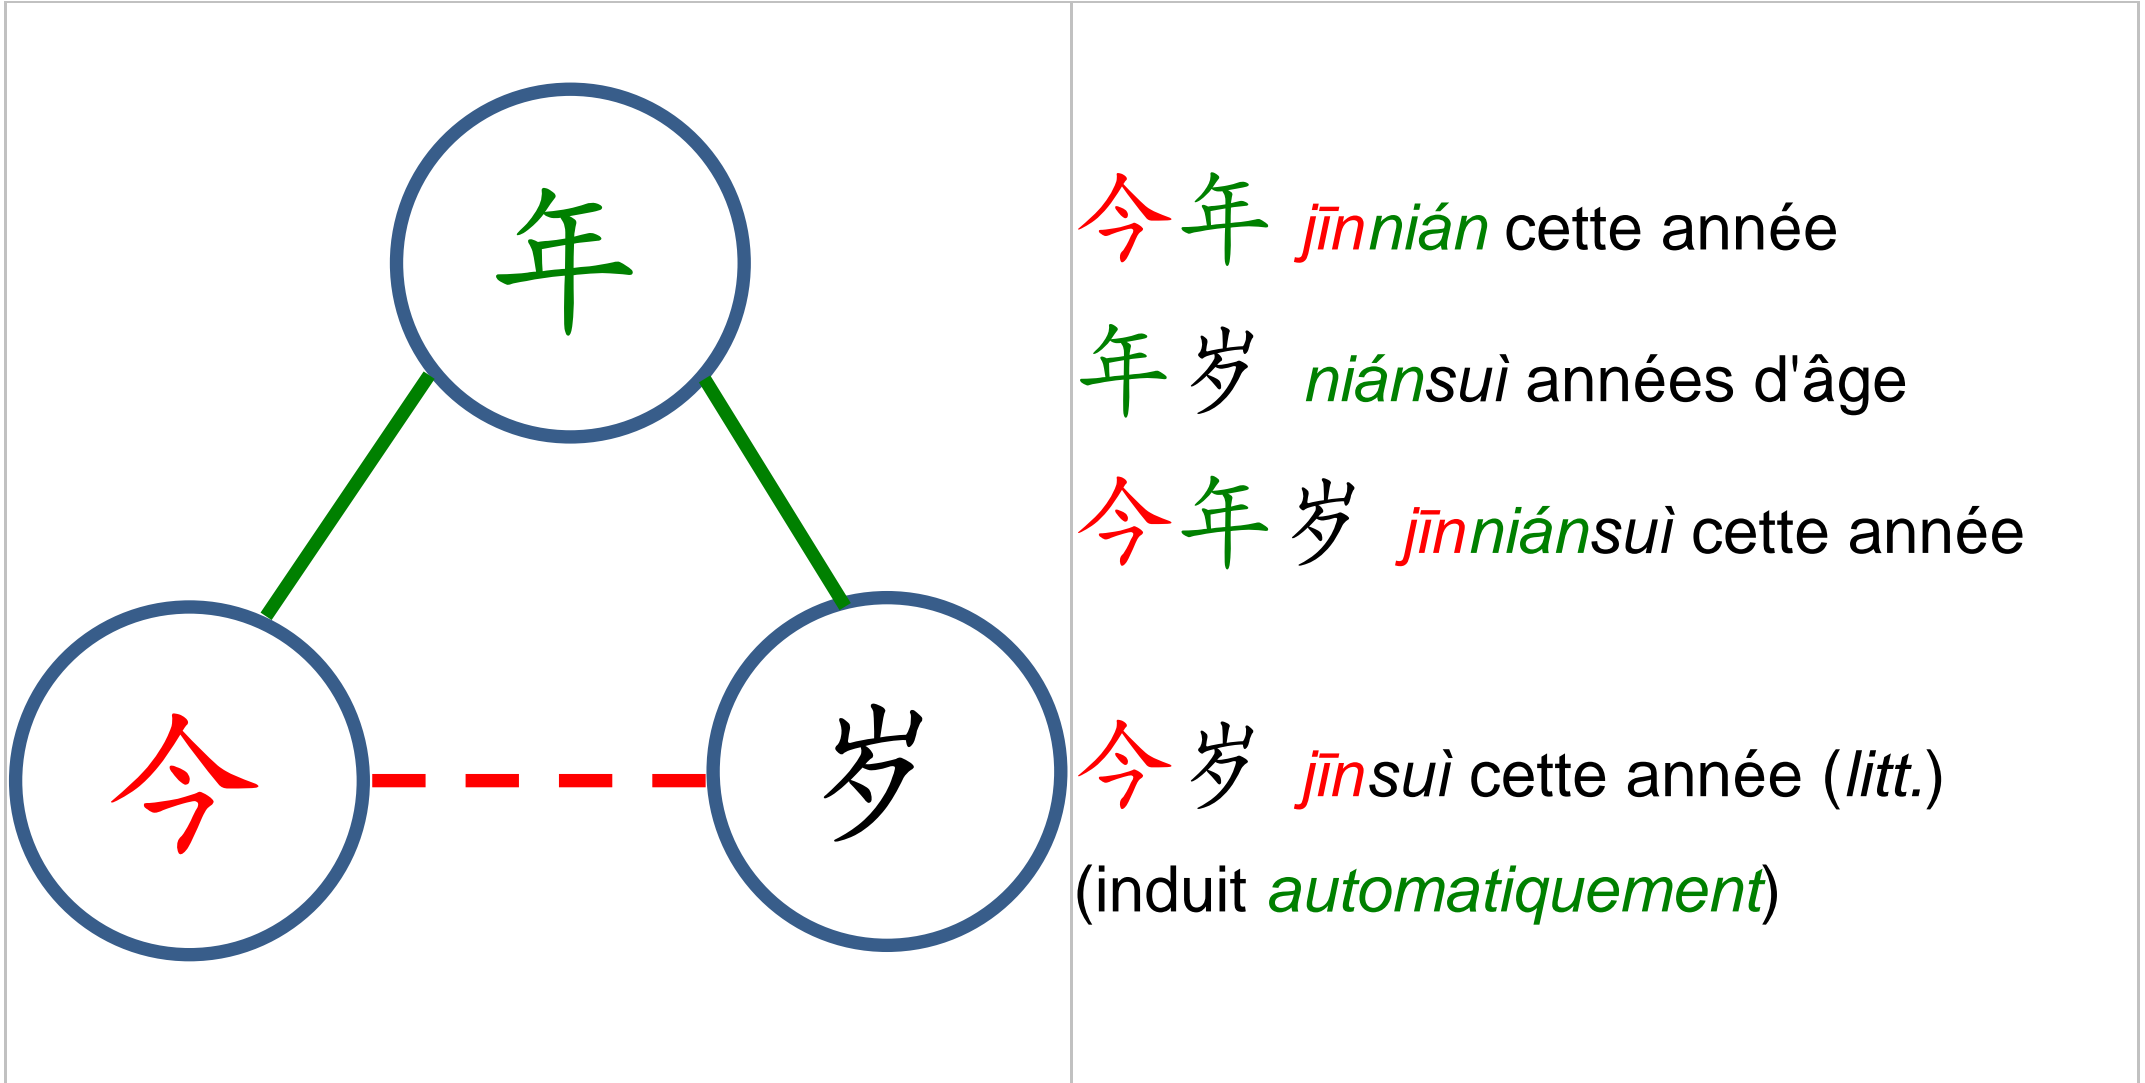 年
今
岁
今年 jīnnián cette année
年岁 niánsuì années d'âge
今年岁 jīnniánsuì cette année
今岁 jīnsuì cette année (litt.)
(induit automatiquement)